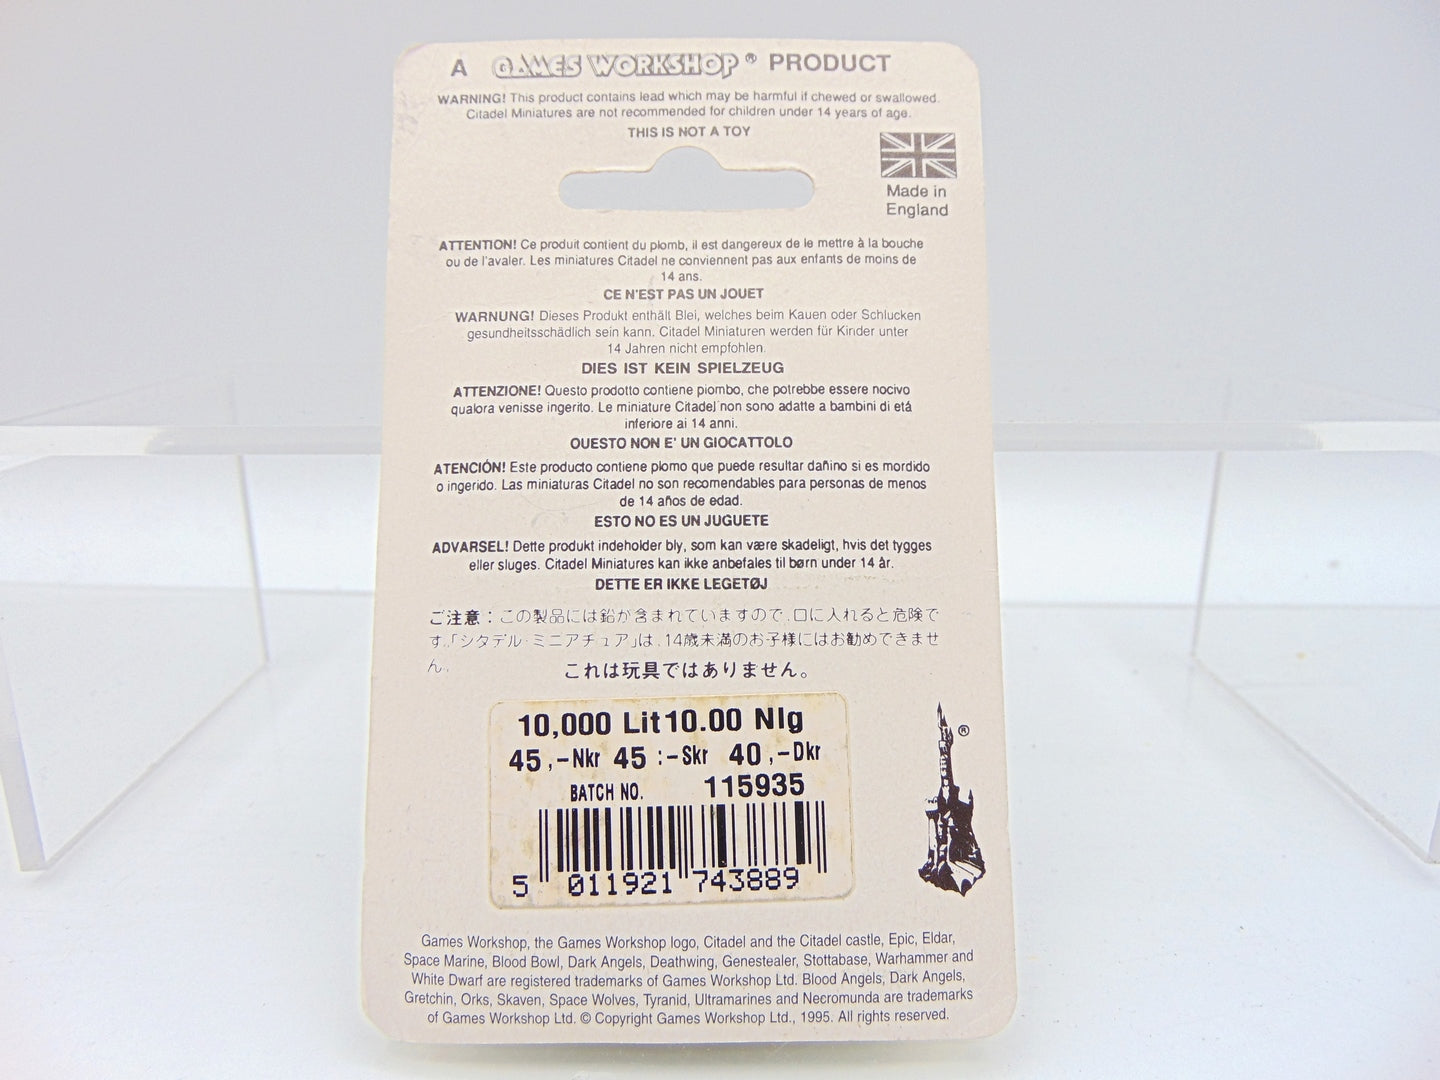 A GAMES WORKSHOP® PRODUCT
WARNING! This product contains lead which may be harmful if chewed or swallowed.
Citadel Miniatures are not recommended for children under 14 years of age.
THIS IS NOT A TOY
Made in
England
ATTENTION! Ce produit contient du plomb, il est dangereux de le mettre à la bouche
ou de l'avaler. Les miniatures Citadel ne conviennent pas aux enfants de moins de
14 ans.
CE N'EST PAS UN JOUET
WARNUNG! Dieses Produkt enthält Blei, welches beim Kauen oder Schlucken
gesundheitsschädlich sein kann. Citadel Miniaturen werden für Kinder unter
14 Jahren nicht empfohlen.
DIES IST KEIN SPIELZEUG
ATTENZIONE! Questo prodotto contiene piombo, che potrebbe essere nocivo
qualora venisse ingerito. Le miniature Citadel non sono adatte a bambini di etá
inferiore ai 14 anni.
QUESTO NON E' UN GIOCATTOLO
ATENCIÓN! Este producto contiene plomo que puede resultar dañino si es mordido
o ingerido. Las miniaturas Citadel no son recomendables para personas de menos
de 14 años de edad.
ESTO NO ES UN JUGUETE
ADVARSEL! Dette produkt indeholder bly, som kan være skadeligt, hvis det tygges
eller sluges. Citadel Miniatures kan ikke anbefales til børn under 14 år.
DETTE ER IKKE LEGETØJ
ご注意：この製品には鉛が含まれていますので、口に入れると危険で
す。「シタデル・ミニアチュア」は、14歳未満のお子様にはお勧めできませ
ん。
これは玩具ではありません。
10,000 Lit 10.00 Nlg
45,-Nkr 45:-Skr 40,-Dkr
BATCH NO. 115935
5 011921 743889
®
Games Workshop, the Games Workshop logo, Citadel and the Citadel castle, Epic, Eldar,
Space Marine, Blood Bowl, Dark Angels, Deathwing, Genestealer, Stottabase, Warhammer and
White Dwarf are registered trademarks of Games Workshop Ltd. Blood Angels, Dark Angels,
Gretchin, Orks, Skaven, Space Wolves, Tyranid, Ultramarines and Necromunda are trademarks
of Games Workshop Ltd. © Copyright Games Workshop Ltd., 1995. All rights reserved.